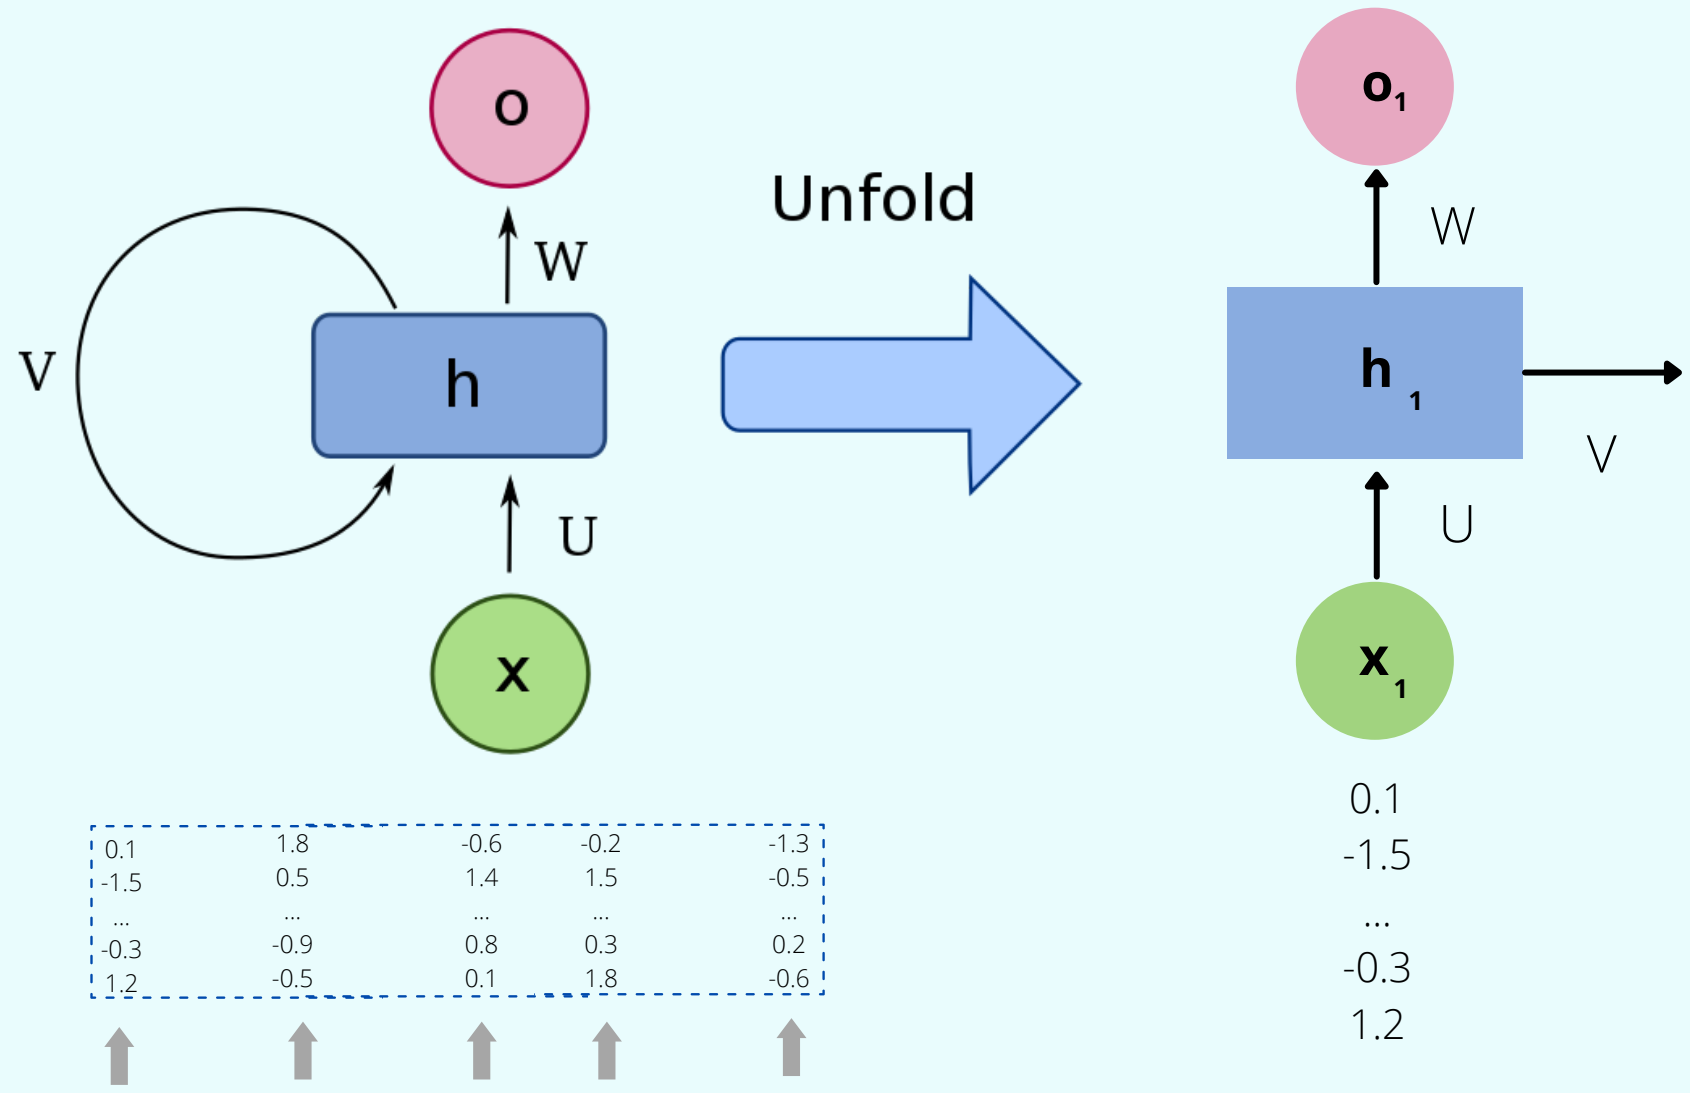 o
W
V
h
U
x
Unfold
o₁
W
h ₁
V
U
x ₁
0.1 1.8 -0.6 -0.2 -1.3
-1.5 0.5 1.4 1.5 -0.5
... ... ... ... ...
-0.3 -0.9 0.8 0.3 0.2
1.2 -0.5 0.1 1.8 -0.6
0.1
-1.5
...
-0.3
1.2